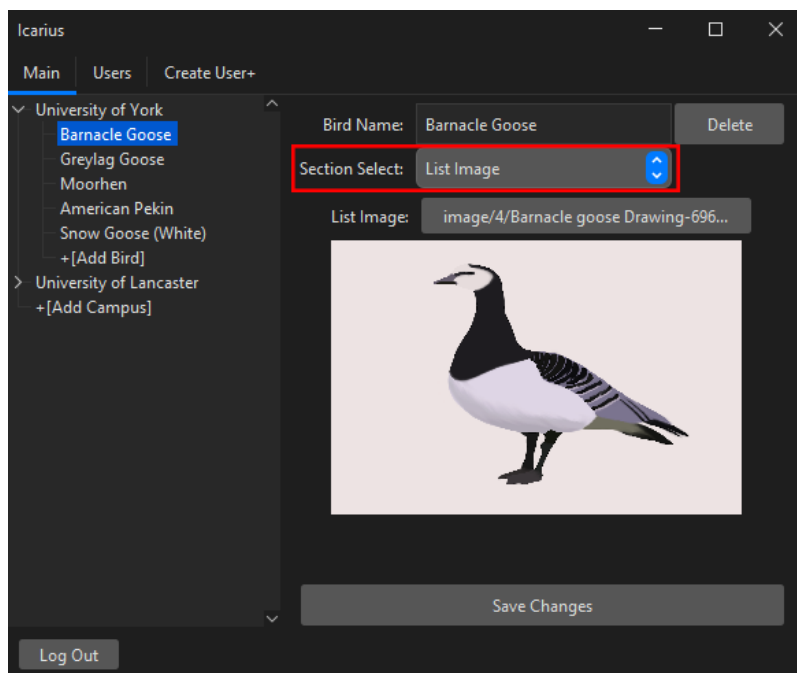 Icarius
Main Users Create User+
University of York
Barnacle Goose
Greylag Goose
Moorhen
American Pekin
Snow Goose (White)
+[Add Bird]
University of Lancaster
+[Add Campus]
Bird Name: Barnacle Goose Delete
Section Select: List Image
List Image: image/4/Barnacle goose Drawing-696...
Save Changes
Log Out